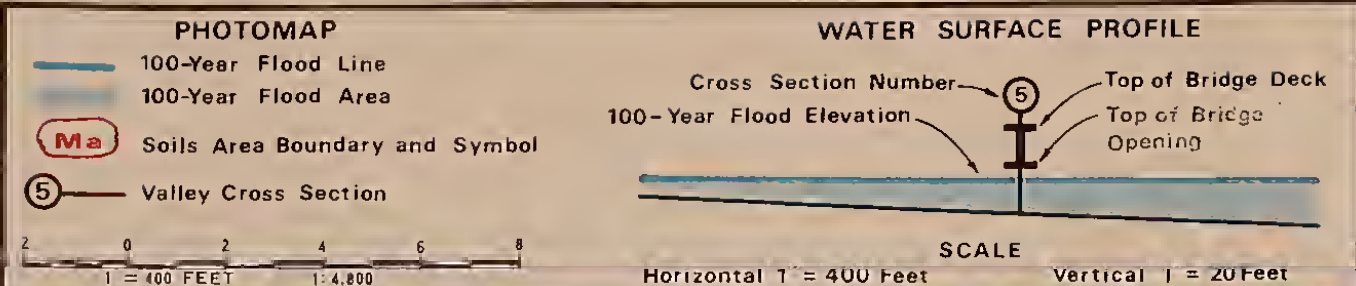 PHOTOMAP
100-Year Flood Line
100-Year Flood Area
Ma Soils Area Boundary and Symbol
5 Valley Cross Section
2 0 2 4 6 8
1" = 400 FEET 1:4,800
WATER SURFACE PROFILE
Cross Section Number 5 Top of Bridge Deck
100-Year Flood Elevation Top of Bridge
Opening
SCALE
Horizontal 1" = 400 Feet Vertical 1" = 20 Feet